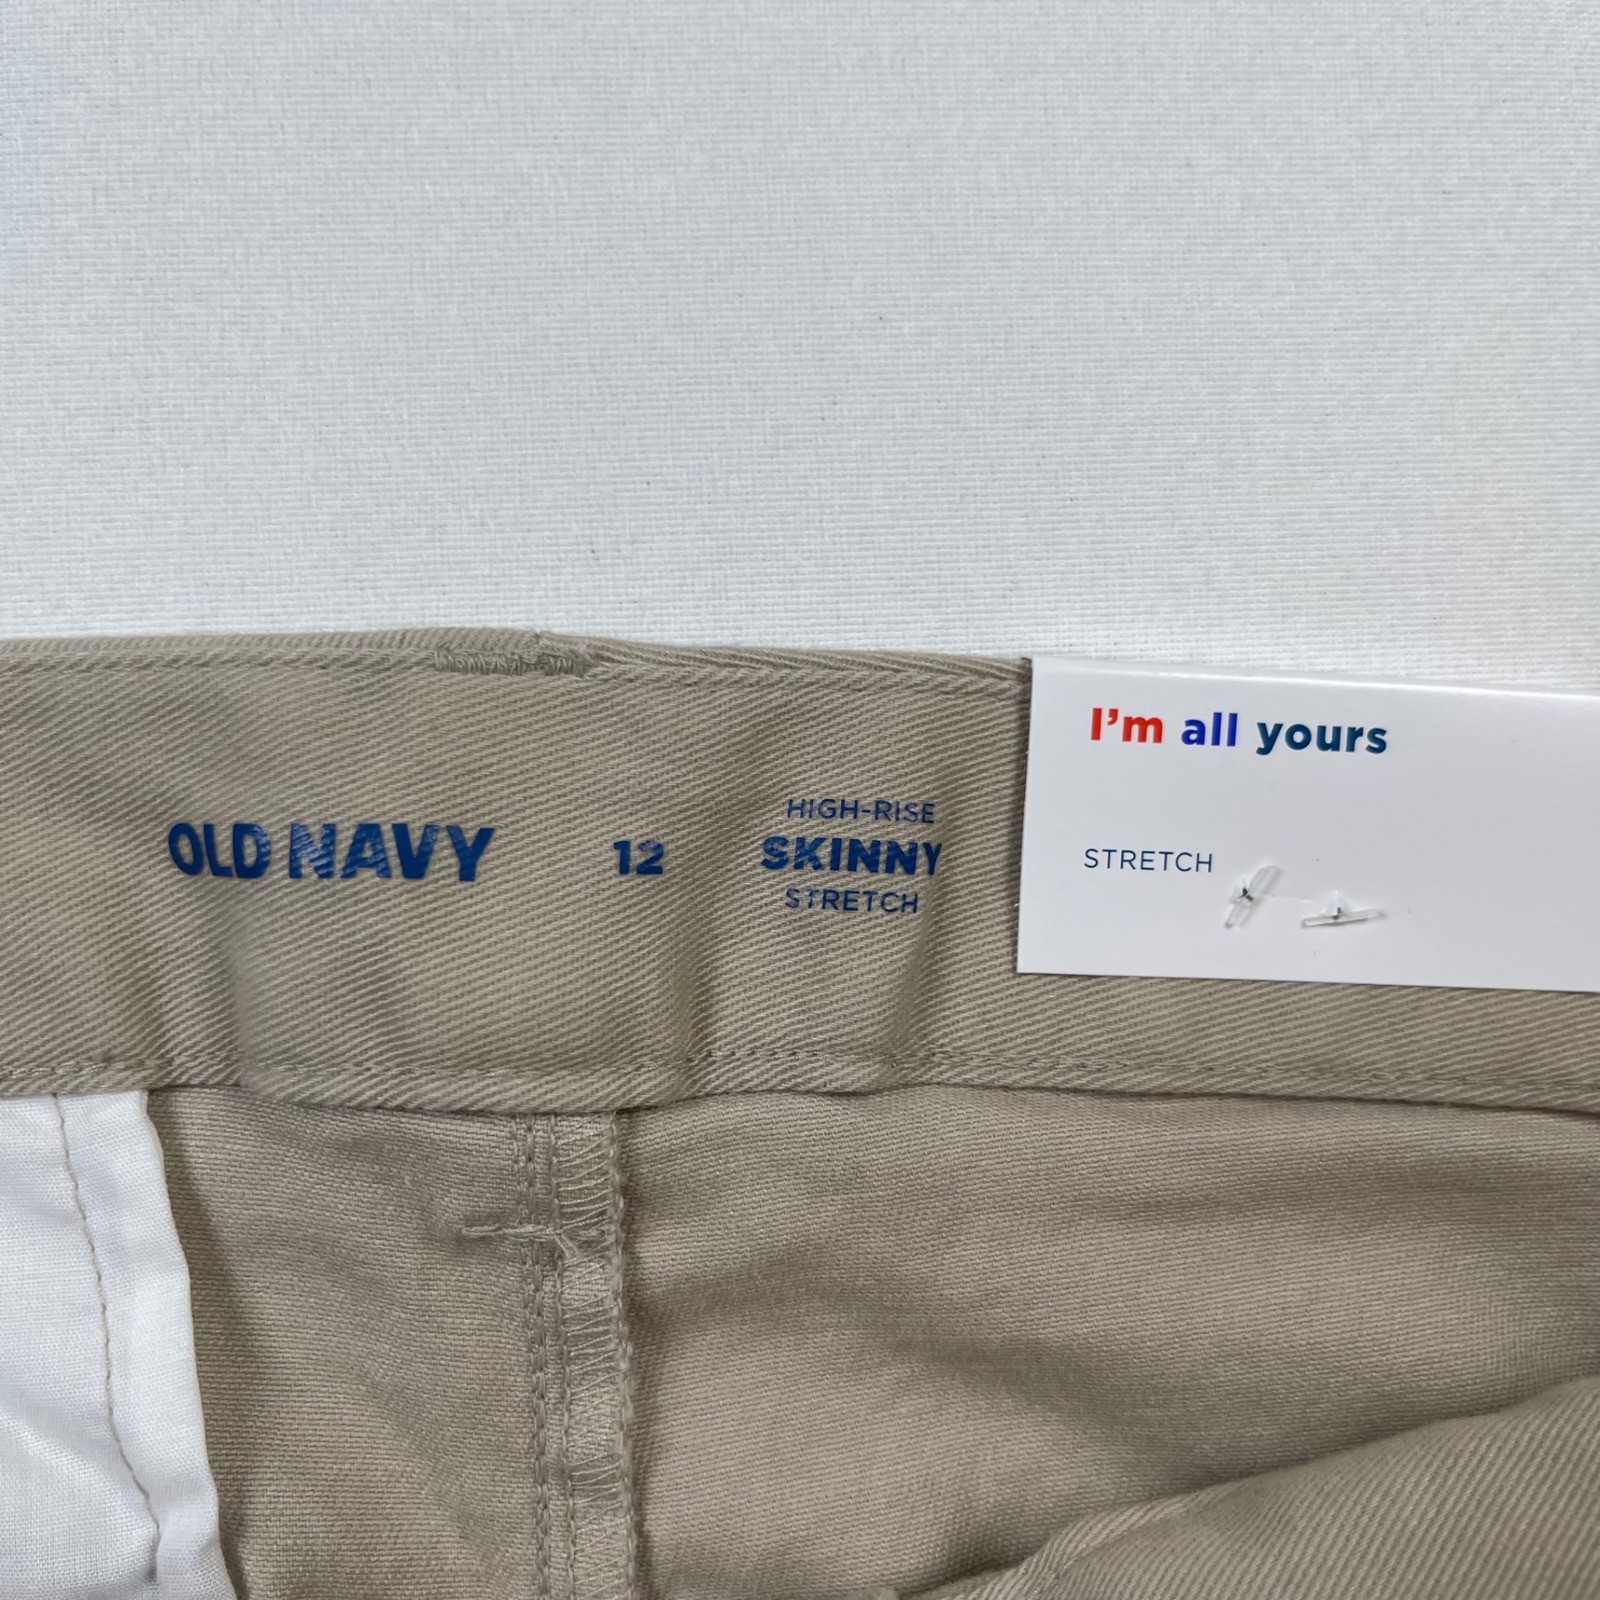 OLD NAVY
12
HIGH-RISE
SKINNY
STRETCH
I'm all yours
STRETCH